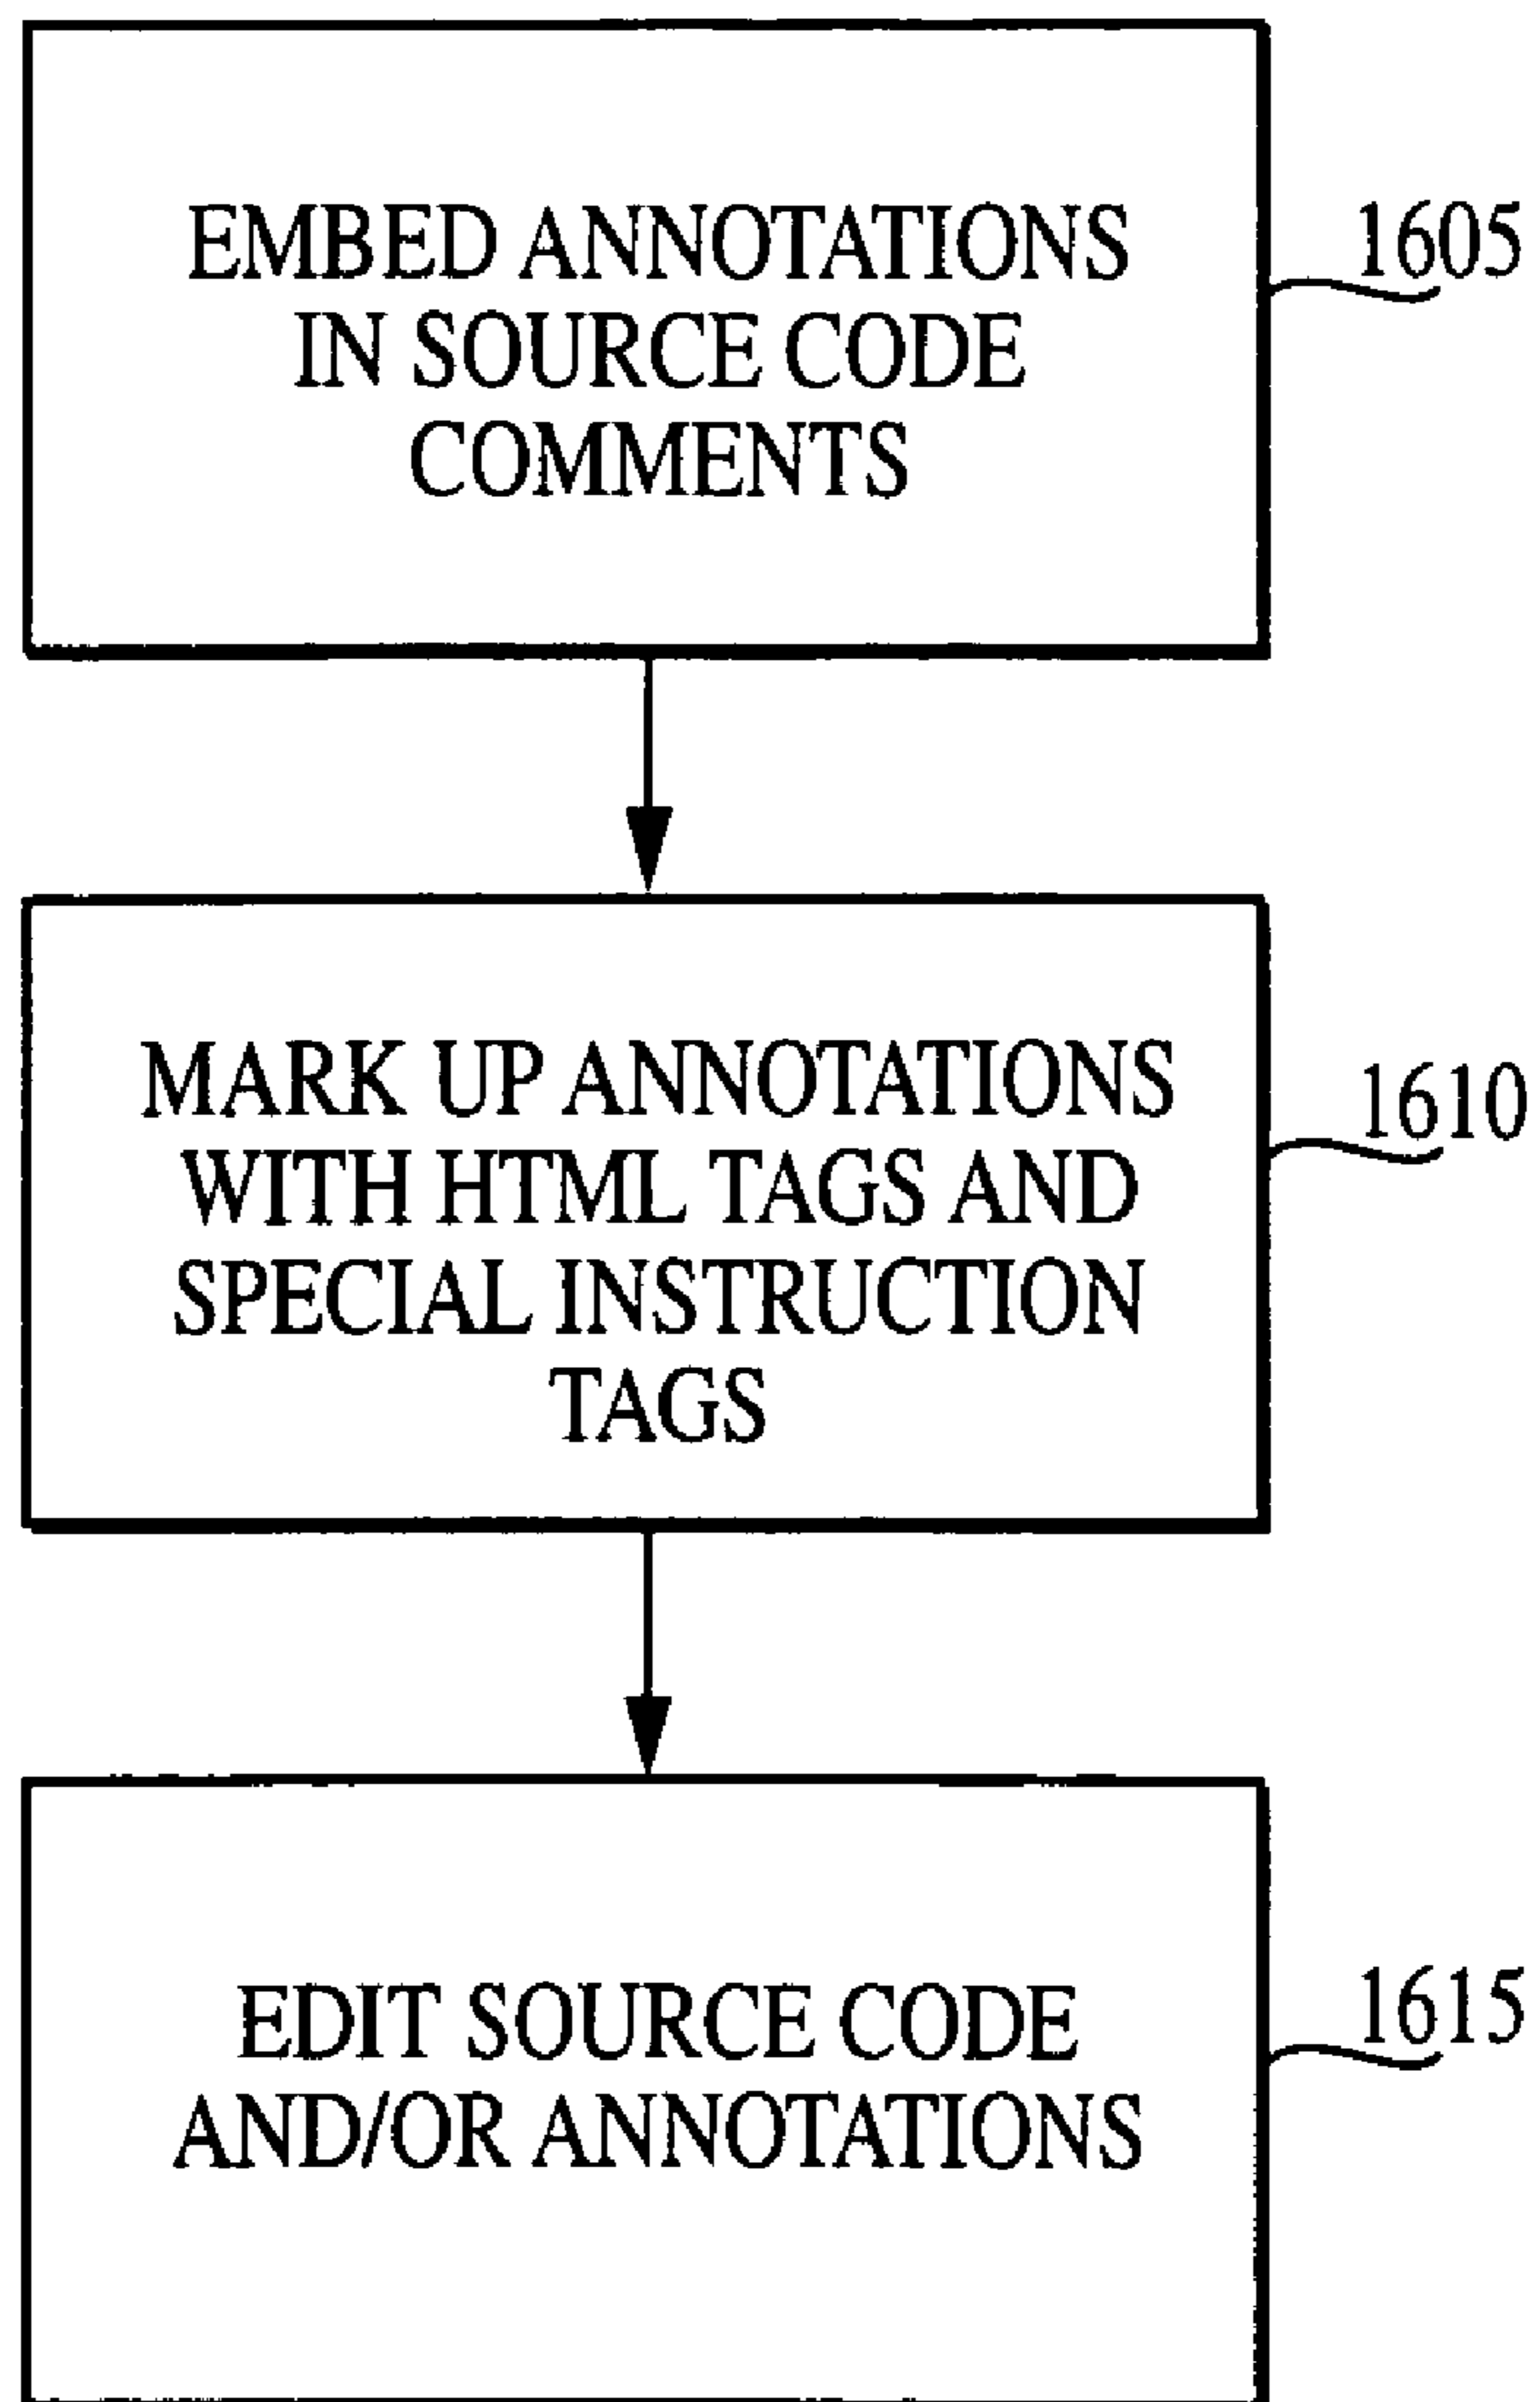 EMBED ANNOTATIONS
IN SOURCE CODE
COMMENTS
1605
MARK UP ANNOTATIONS
WITH HTML TAGS AND
SPECIAL INSTRUCTION
TAGS
1610
EDIT SOURCE CODE
AND/OR ANNOTATIONS
1615